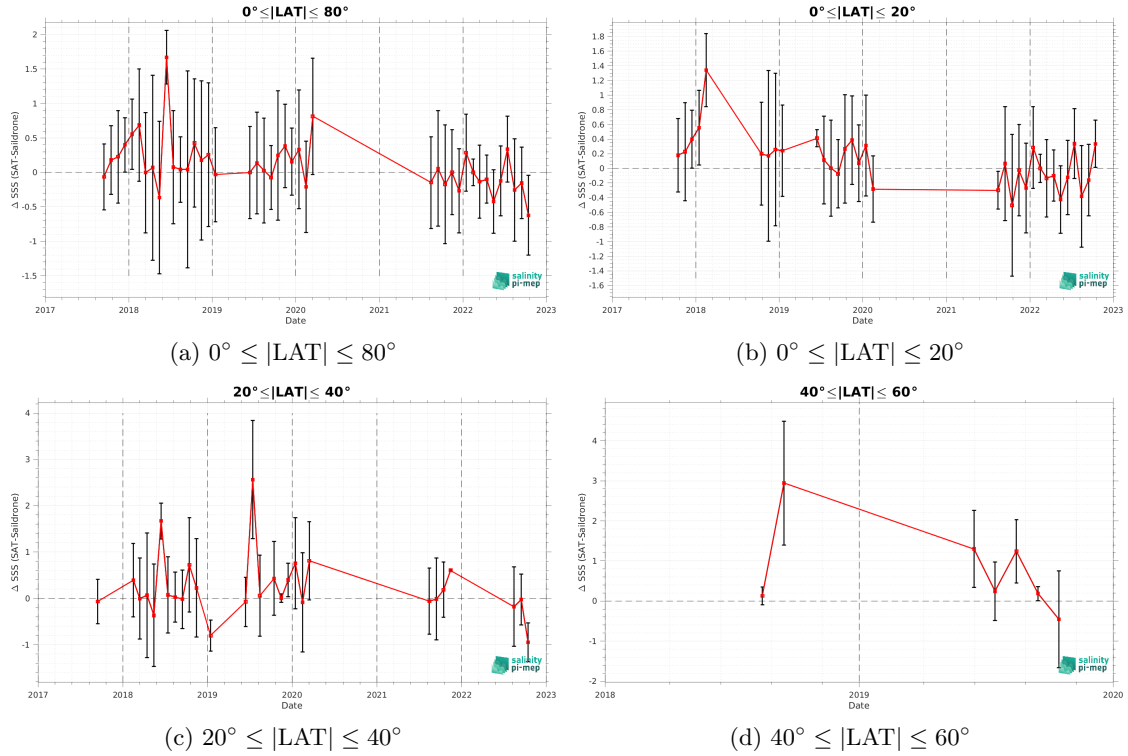 0°≤|LAT|≤ 80°
Δ SSS (SAT-Saildrone)
2
1.5
1
0.5
0
-0.5
-1
-1.5
2017 2018 2019 2020 2021 2022 2023
Date
salinity
pi-mep
(a) 0° ≤ |LAT| ≤ 80°
0°≤|LAT|≤ 20°
Δ SSS (SAT-Saildrone)
1.8
1.6
1.4
1.2
1
0.8
0.6
0.4
0.2
0
-0.2
-0.4
-0.6
-0.8
-1
-1.2
-1.4
-1.6
2017 2018 2019 2020 2021 2022 2023
Date
salinity
pi-mep
(b) 0° ≤ |LAT| ≤ 20°
20°≤|LAT|≤ 40°
Δ SSS (SAT-Saildrone)
4
3
2
1
0
-1
2017 2018 2019 2020 2021 2022 2023
Date
salinity
pi-mep
(c) 20° ≤ |LAT| ≤ 40°
40°≤|LAT|≤ 60°
Δ SSS (SAT-Saildrone)
4
3
2
1
0
-1
-2
2018 2019 2020
Date
salinity
pi-mep
(d) 40° ≤ |LAT| ≤ 60°